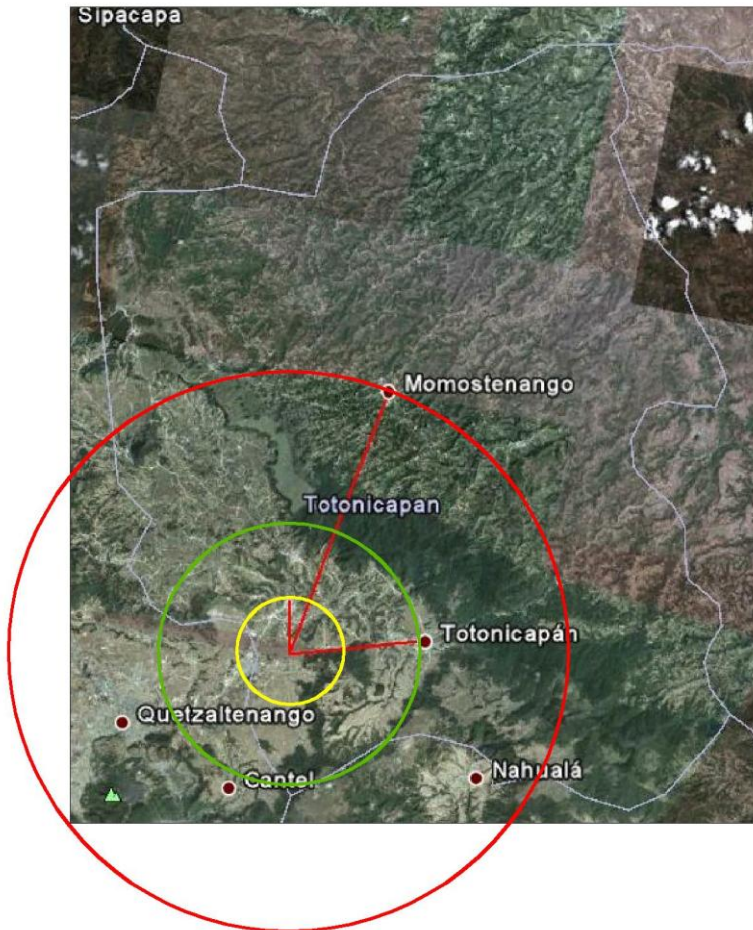 Sipacapa
Momostenango
Totonicapan
Totonicapán
Quetzaltenango
Nahualá
Cantel